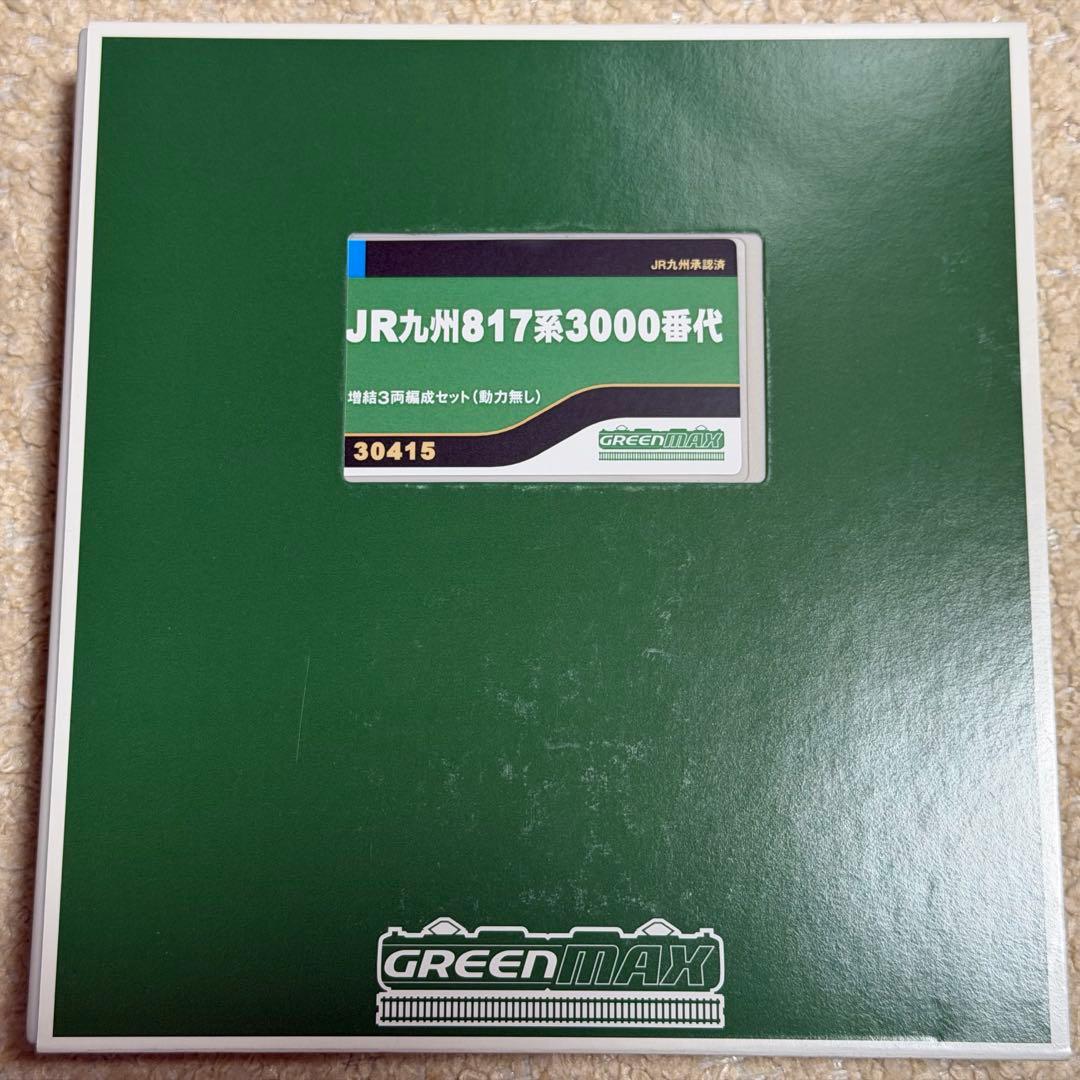 JR九州承認済
JR九州817系3000番代
増結3両編成セット(動力無し)
30415
GREENMAX
GREENMAX